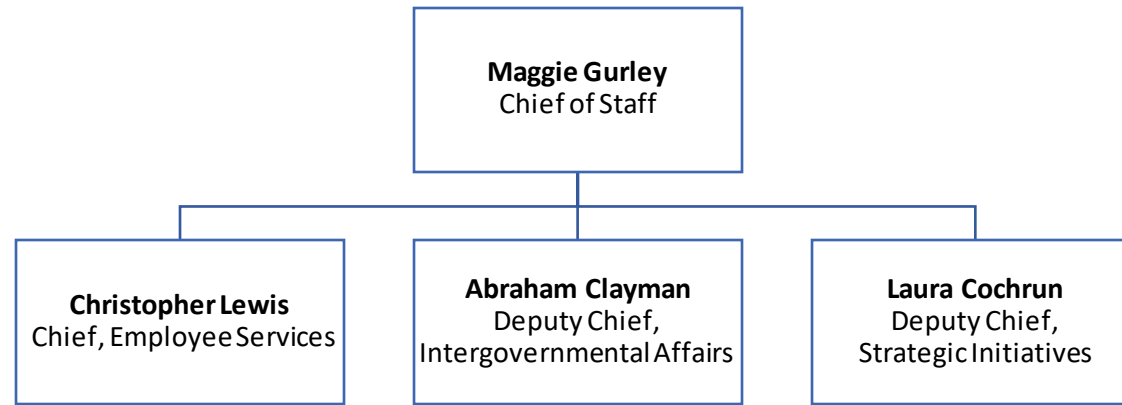 Maggie Gurley
Chief of Staff
Christopher Lewis
Chief, Employee Services
Abraham Clayman
Deputy Chief,
Intergovernmental Affairs
Laura Cochrun
Deputy Chief,
Strategic Initiatives